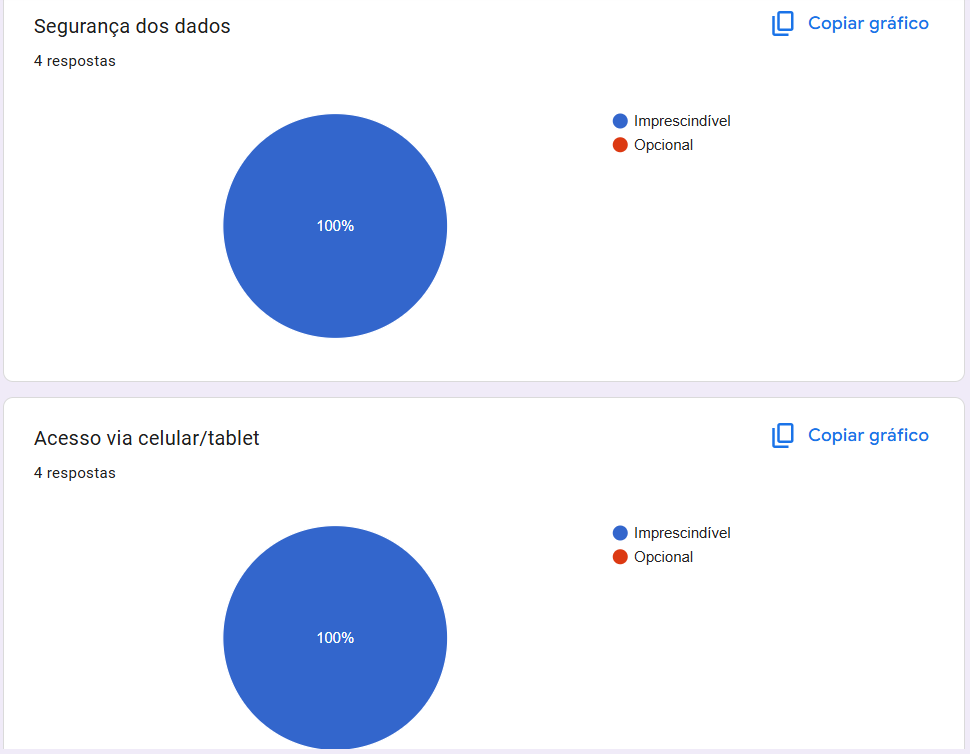 Segurança dos dados
Copiar gráfico
4 respostas
Imprescindível
Opcional
100%
Acesso via celular/tablet
Copiar gráfico
4 respostas
Imprescindível
Opcional
100%